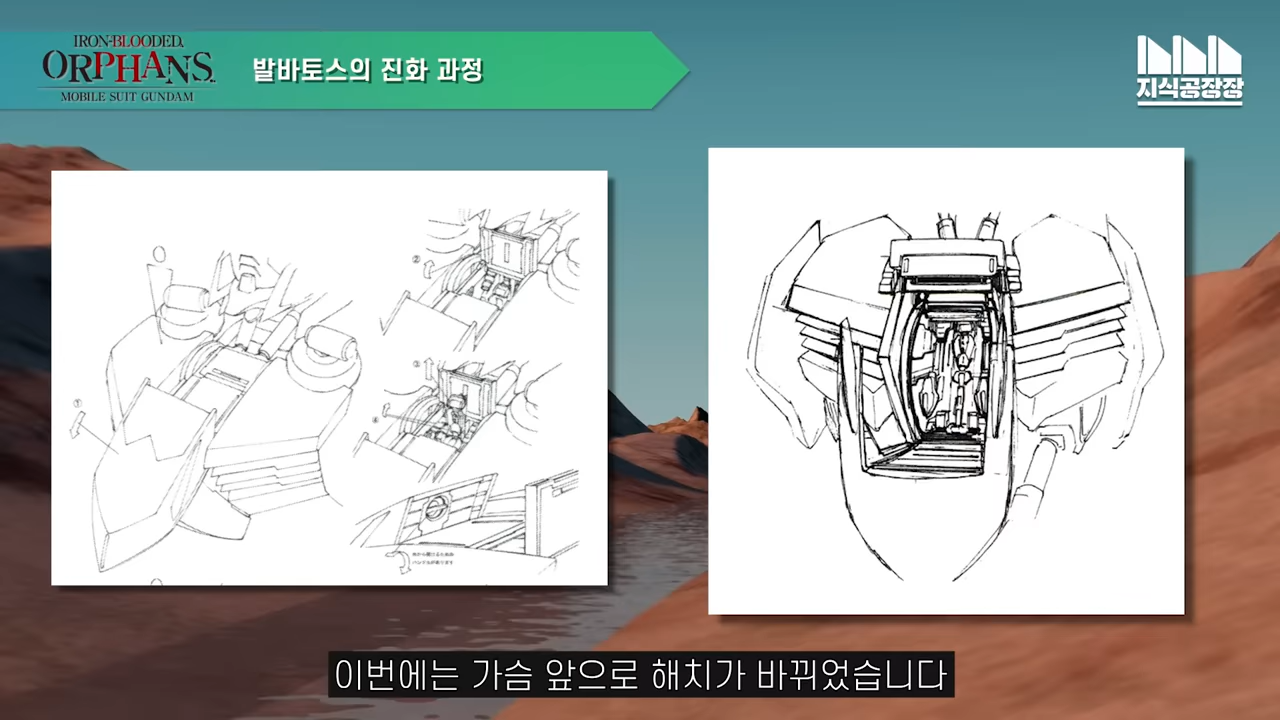 IRON-BLOODED
ORPHANS
MOBILE SUIT GUNDAM
발바토스의 진화 과정
지식공장장
이번에는 가슴 앞으로 해치가 바뀌었습니다